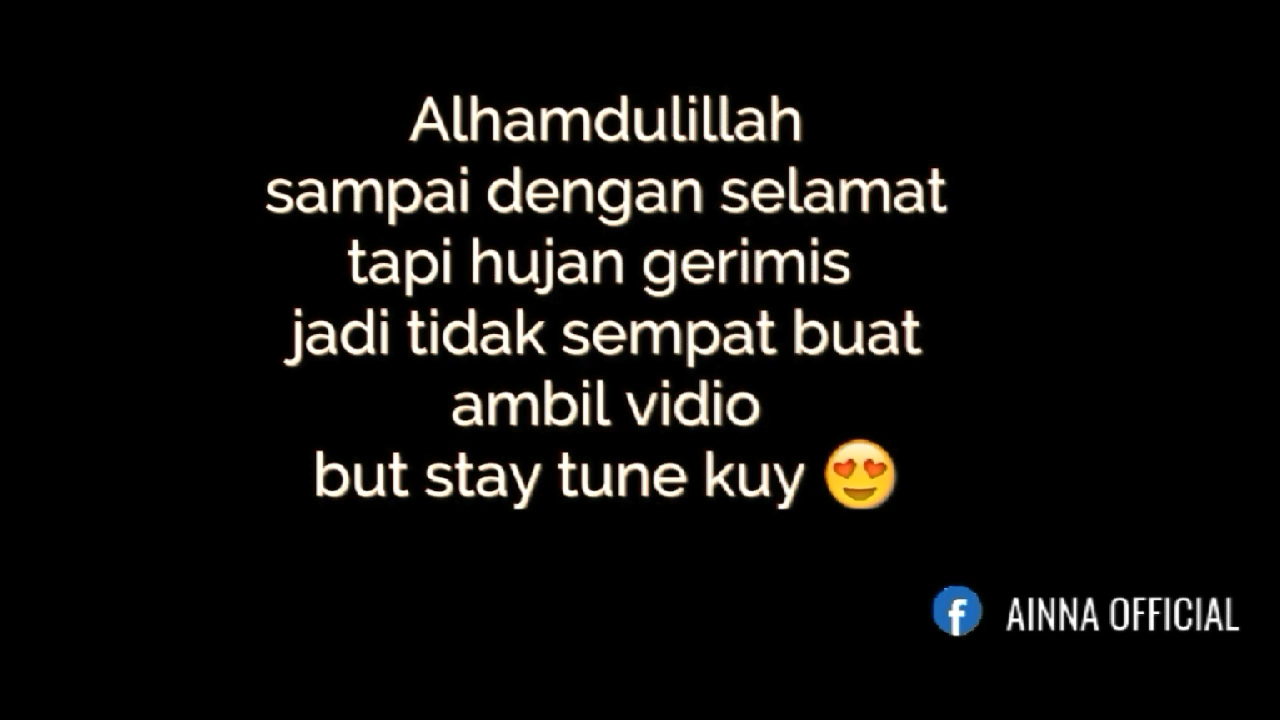 Alhamdulillah
sampai dengan selamat
tapi hujan gerimis
jadi tidak sempat buat
ambil vidio
but stay tune kuy 😍
AINNA OFFICIAL